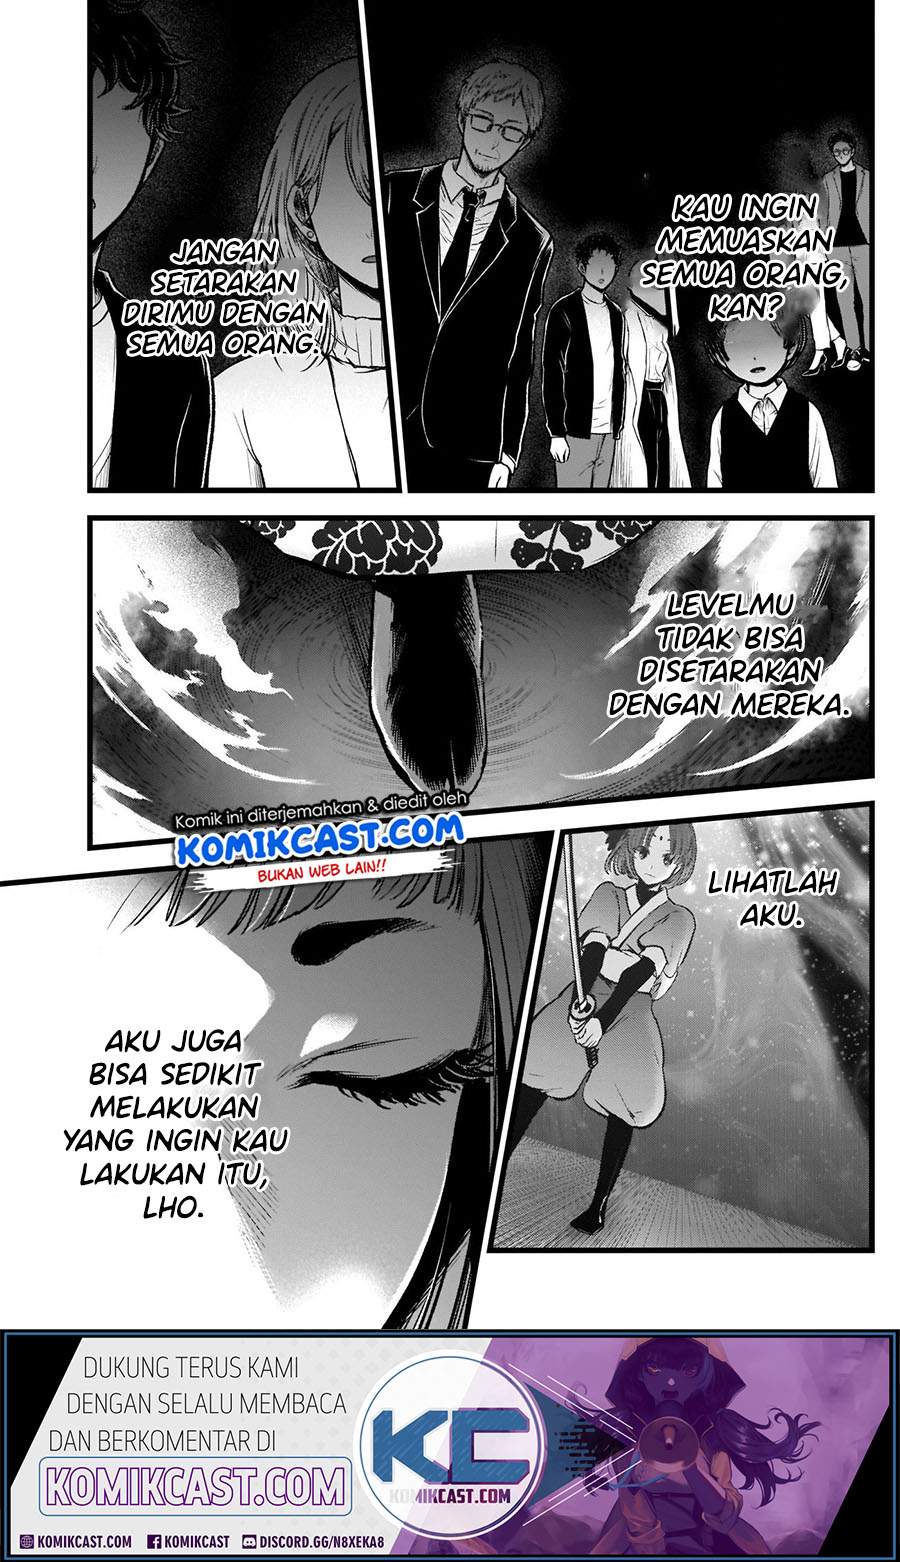 KAU INGIN
MEMUASKAN
SEMUA ORANG,
KAN?
JANGAN
SETARAKAN
DIRIMU DENGAN
SEMUA ORANG.
LEVELMU
TIDAK BISA
DISETARAKAN
DENGAN MEREKA.
Komik ini diterjemahkan & diedit oleh
KOMIKCAST.COM
BUKAN WEB LAIN!!
LIHATLAH
AKU.
AKU JUGA
BISA SEDIKIT
MELAKUKAN
YANG INGIN KAU
LAKUKAN ITU,
LHO.
DUKUNG TERUS KAMI
DENGAN SELALU MEMBACA
DAN BERKOMENTAR DI
KOMIKCAST.COM
KOMIKCAST.COM
KOMIKCAST
DISCORD.GG/N8XEKA8
KC
KOMIKCAST.COM